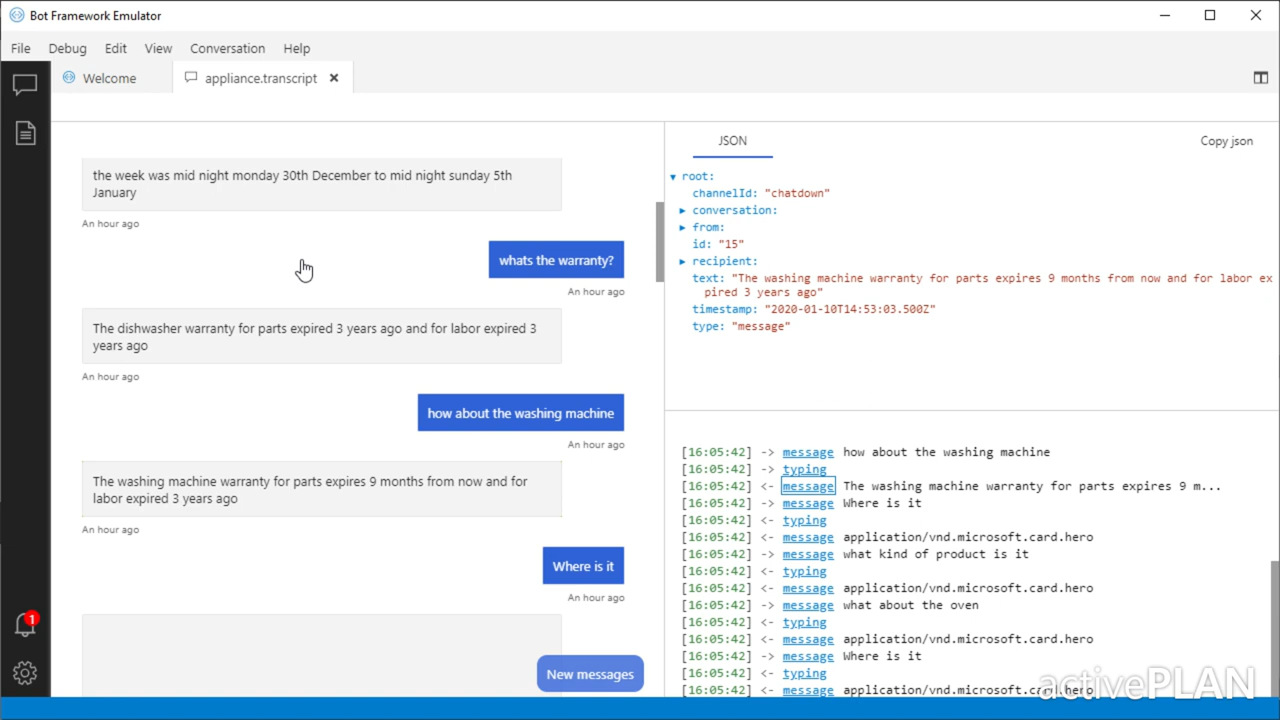 Bot Framework Emulator
File Debug Edit View Conversation Help
Welcome
appliance.transcript
the week was mid night monday 30th December to mid night sunday 5th
January
An hour ago
whats the warranty?
An hour ago
The dishwasher warranty for parts expired 3 years ago and for labor expired 3
years ago
An hour ago
how about the washing machine
An hour ago
The washing machine warranty for parts expires 9 months from now and for
labor expired 3 years ago
An hour ago
Where is it
An hour ago
New messages
1
JSON
Copy json
root:
channelId: "chatdown"
conversation:
from:
id: "15"
recipient:
text: "The washing machine warranty for parts expires 9 months from now and for labor ex
pired 3 years ago"
timestamp: "2020-01-10T14:53:03.500Z"
type: "message"
[16:05:42] -> message how about the washing machine
[16:05:42] -> typing
[16:05:42] <- message The washing machine warranty for parts expires 9 m...
[16:05:42] -> message Where is it
[16:05:42] <- typing
[16:05:42] <- message application/vnd.microsoft.card.hero
[16:05:42] -> message what kind of product is it
[16:05:42] <- typing
[16:05:42] <- message application/vnd.microsoft.card.hero
[16:05:42] -> message what about the oven
[16:05:42] <- typing
[16:05:42] <- message application/vnd.microsoft.card.hero
[16:05:42] -> message Where is it
[16:05:42] <- typing
[16:05:42] <- message application/vnd.microsoft.card.hero
activePLAN